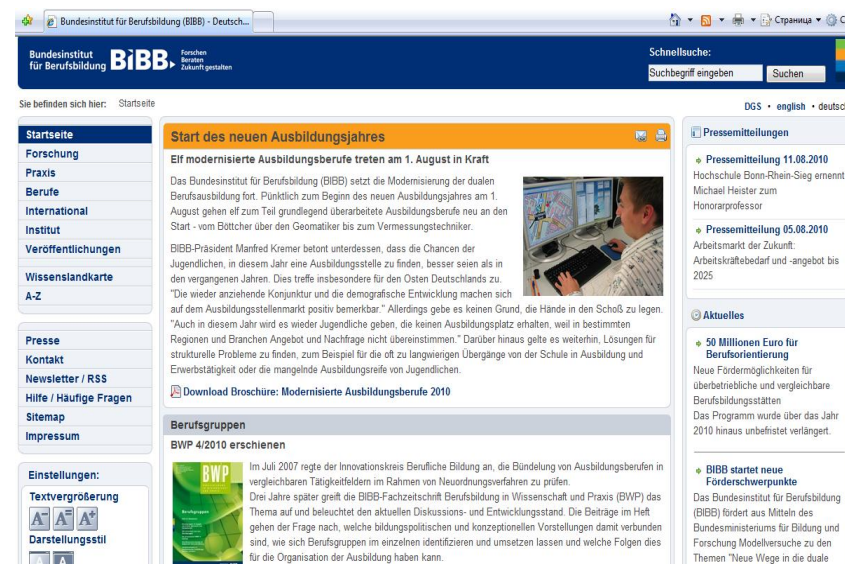 Bundesinstitut für Berufsbildung (BIBB) - Deutsch...
Страница
Bundesinstitut
für Berufsbildung
BiBB
Forschen
Beraten
Zukunft gestalten
Schnellsuche:
Suchbegriff eingeben
Suchen
Sie befinden sich hier: Startseite
DGS • english • deutsch
Startseite
Forschung
Praxis
Berufe
International
Institut
Veröffentlichungen
Wissenslandkarte
A-Z
Presse
Kontakt
Newsletter / RSS
Hilfe / Häufige Fragen
Sitemap
Impressum
Einstellungen:
Textvergrößerung
A- A= A+
Darstellungsstil
A A
Start des neuen Ausbildungsjahres
Elf modernisierte Ausbildungsberufe treten am 1. August in Kraft
Das Bundesinstitut für Berufsbildung (BIBB) setzt die Modernisierung der dualen
Berufsausbildung fort. Pünktlich zum Beginn des neuen Ausbildungsjahres am 1.
August gehen elf zum Teil grundlegend überarbeitete Ausbildungsberufe neu an den
Start - vom Böttcher über den Geomatiker bis zum Vermessungstechniker.
BIBB-Präsident Manfred Kremer betont unterdessen, dass die Chancen der
Jugendlichen, in diesem Jahr eine Ausbildungsstelle zu finden, besser seien als in
den vergangenen Jahren. Dies treffe insbesondere für den Osten Deutschlands zu.
"Die wieder anziehende Konjunktur und die demografische Entwicklung machen sich
auf dem Ausbildungsstellenmarkt positiv bemerkbar." Allerdings gebe es keinen Grund, die Hände in den Schoß zu legen.
"Auch in diesem Jahr wird es wieder Jugendliche geben, die keinen Ausbildungsplatz erhalten, weil in bestimmten
Regionen und Branchen Angebot und Nachfrage nicht übereinstimmen." Darüber hinaus gelte es weiterhin, Lösungen für
strukturelle Probleme zu finden, zum Beispiel für die oft zu langwierigen Übergänge von der Schule in Ausbildung und
Erwerbstätigkeit oder die mangelnde Ausbildungsreife von Jugendlichen.
Download Broschüre: Modernisierte Ausbildungsberufe 2010
Berufsgruppen
BWP 4/2010 erschienen
BWP
Berufsgruppen
Im Juli 2007 regte der Innovationskreis Berufliche Bildung an, die Bündelung von Ausbildungsberufen in
vergleichbaren Tätigkeitfeldern im Rahmen von Neuordnungsverfahren zu prüfen.
Drei Jahre später greift die BIBB-Fachzeitschrift Berufsbildung in Wissenschaft und Praxis (BWP) das
Thema auf und beleuchtet den aktuellen Diskussions- und Entwicklungsstand. Die Beiträge im Heft
gehen der Frage nach, welche bildungspolitischen und konzeptionellen Vorstellungen damit verbunden
sind, wie sich Berufsgruppen im einzelnen identifizieren und umsetzen lassen und welche Folgen dies
für die Organisation der Ausbildung haben kann.
Pressemitteilungen
Pressemitteilung 11.08.2010
Hochschule Bonn-Rhein-Sieg ernennt
Michael Heister zum
Honorarprofessor
Pressemitteilung 05.08.2010
Arbeitsmarkt der Zukunft:
Arbeitskräftebedarf und -angebot bis
2025
Aktuelles
50 Millionen Euro für
Berufsorientierung
Neue Fördermöglichkeiten für
überbetriebliche und vergleichbare
Berufsbildungsstätten
Das Programm wurde über das Jahr
2010 hinaus unbefristet verlängert.
BIBB startet neue
Förderschwerpunkte
Das Bundesinstitut für Berufsbildung
(BIBB) fördert aus Mitteln des
Bundesministeriums für Bildung und
Forschung Modellversuche zu den
Themen "Neue Wege in die duale